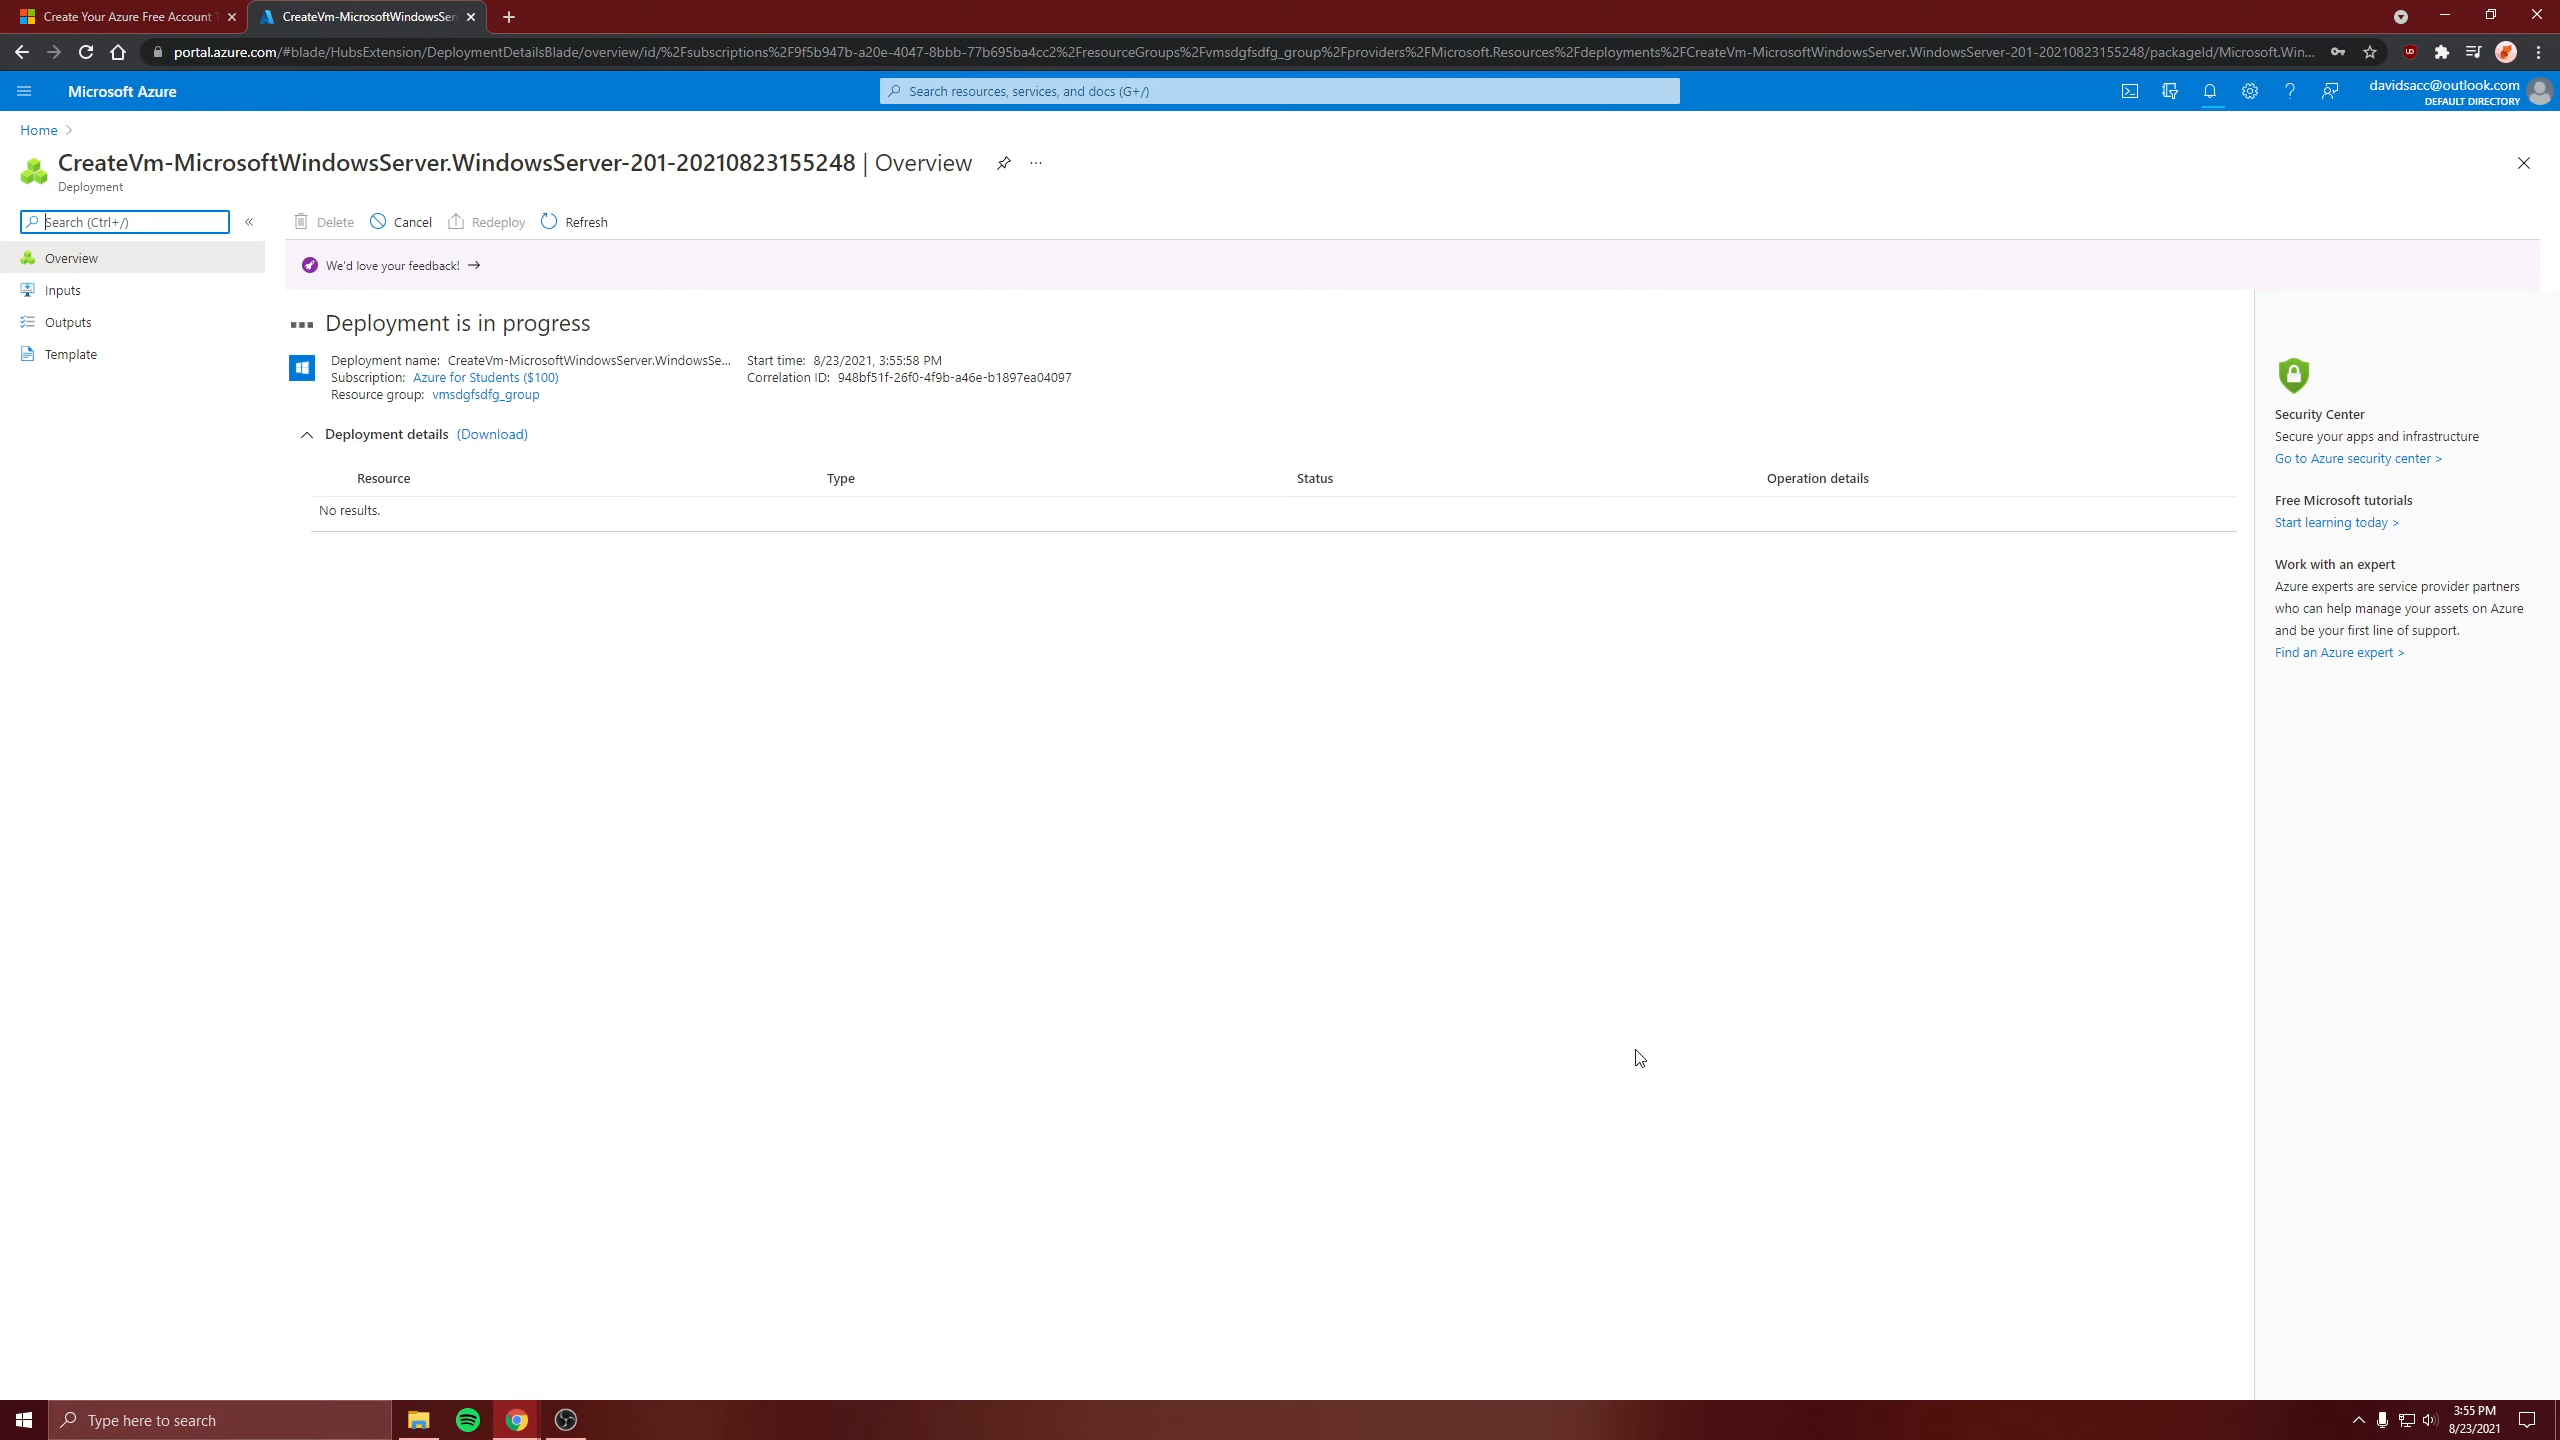 Create Your Azure Free Account
CreateVm-MicrosoftWindowsSer
portal.azure.com/#blade/HubsExtension/DeploymentDetailsBlade/overview/id/%2Fsubscriptions%2F9f5b947b-a20e-4047-8bbb-77b695ba4cc2%2FresourceGroups%2Fvmsdgfsdfg_group%2Fproviders%2FMicrosoft.Resources%2Fdeployments%2FCreateVm-MicrosoftWindowsServer.WindowsServer-201-20210823155248/packageId/Microsoft.Win...
Microsoft Azure
Search resources, services, and docs (G+/)
davidsacc@outlook.com
DEFAULT DIRECTORY
Home
CreateVm-MicrosoftWindowsServer.WindowsServer-201-20210823155248 | Overview
...
Deployment
Search (Ctrl+/)
«
Delete
Cancel
Redeploy
Refresh
Overview
Inputs
Outputs
Template
We'd love your feedback! →
Deployment is in progress
Deployment name: CreateVm-MicrosoftWindowsServer.WindowsSe...
Start time: 8/23/2021, 3:55:58 PM
Subscription: Azure for Students ($100)
Correlation ID: 948bf51f-26f0-4f9b-a46e-b1897ea04097
Resource group: vmsdgfsdfg_group
Deployment details (Download)
Resource
Type
Status
Operation details
No results.
Security Center
Secure your apps and infrastructure
Go to Azure security center >
Free Microsoft tutorials
Start learning today >
Work with an expert
Azure experts are service provider partners
who can help manage your assets on Azure
and be your first line of support.
Find an Azure expert >
Type here to search
3:55 PM
8/23/2021